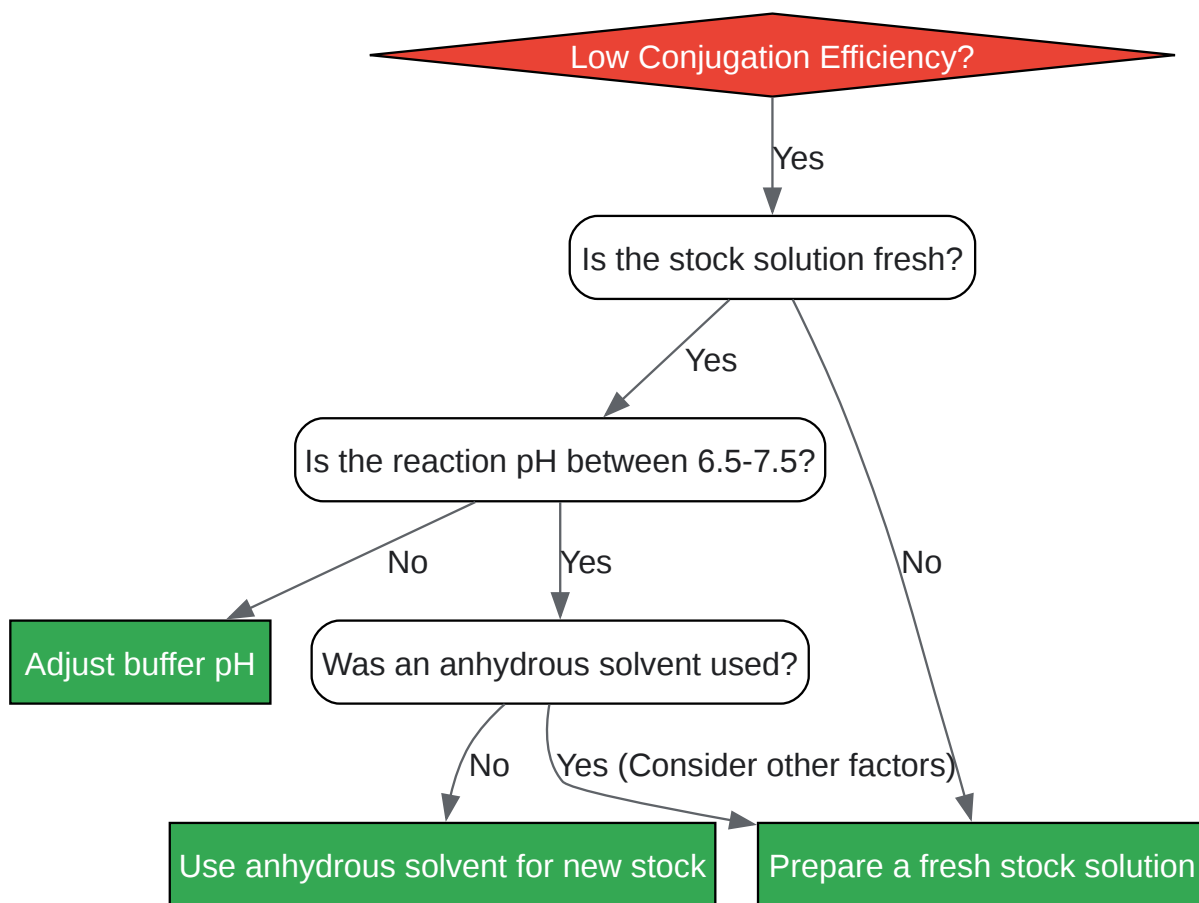 Low Conjugation Efficiency?
Yes
Is the stock solution fresh?
Yes
Is the reaction pH between 6.5-7.5?
No
Yes
No
Adjust buffer pH
Was an anhydrous solvent used?
No
Yes (Consider other factors)
Use anhydrous solvent for new stock
Prepare a fresh stock solution